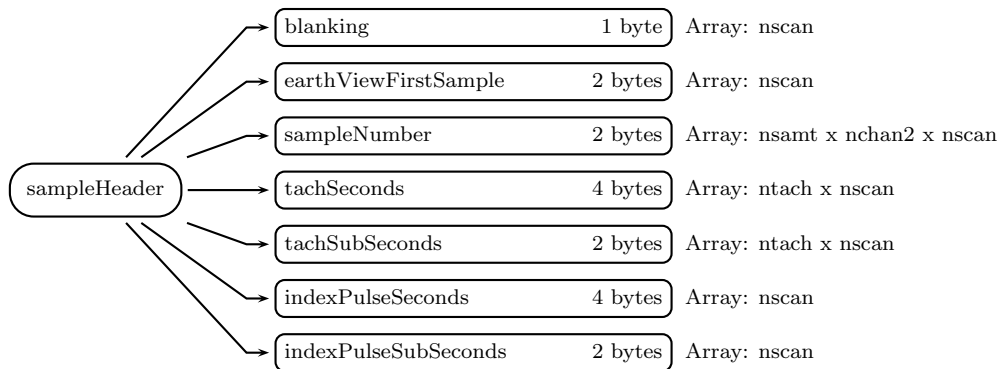 blanking 1 byte Array: nscan
earthViewFirstSample 2 bytes Array: nscan
sampleNumber 2 bytes Array: nsamt x nchan2 x nscan
sampleHeader
tachSeconds 4 bytes Array: ntach x nscan
tachSubSeconds 2 bytes Array: ntach x nscan
indexPulseSeconds 4 bytes Array: nscan
indexPulseSubSeconds 2 bytes Array: nscan